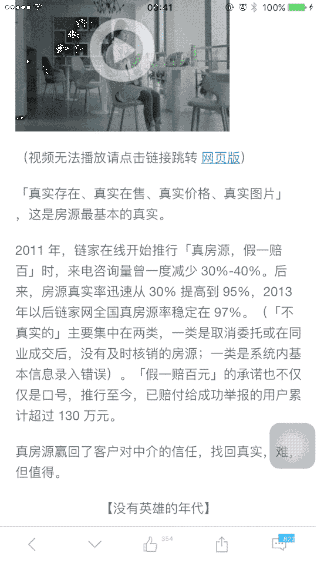 09:41
100%
（视频无法播放请点击链接跳转 网页版）
「真实存在、真实在售、真实价格、真实图片」
，这是房源最基本的真实。
2011 年，链家在线开始推行「真房源，假一赔
百」时，来电咨询量曾一度减少 30%-40%。后
来，房源真实率迅速从 30% 提高到 95%，2013
年以后链家网全国真房源率稳定在 97%。（「不
真实的」主要集中在两类，一类是取消委托或在同
业成交后，没有及时核销的房源；一类是系统内基
本信息录入错误）。「假一赔百元」的承诺也不仅
仅是口号，推行至今，已赔付给成功举报的用户累
计超过 130 万元。
真房源赢回了客户对中介的信任，找回真实，难，
但值得。
【没有英雄的年代】